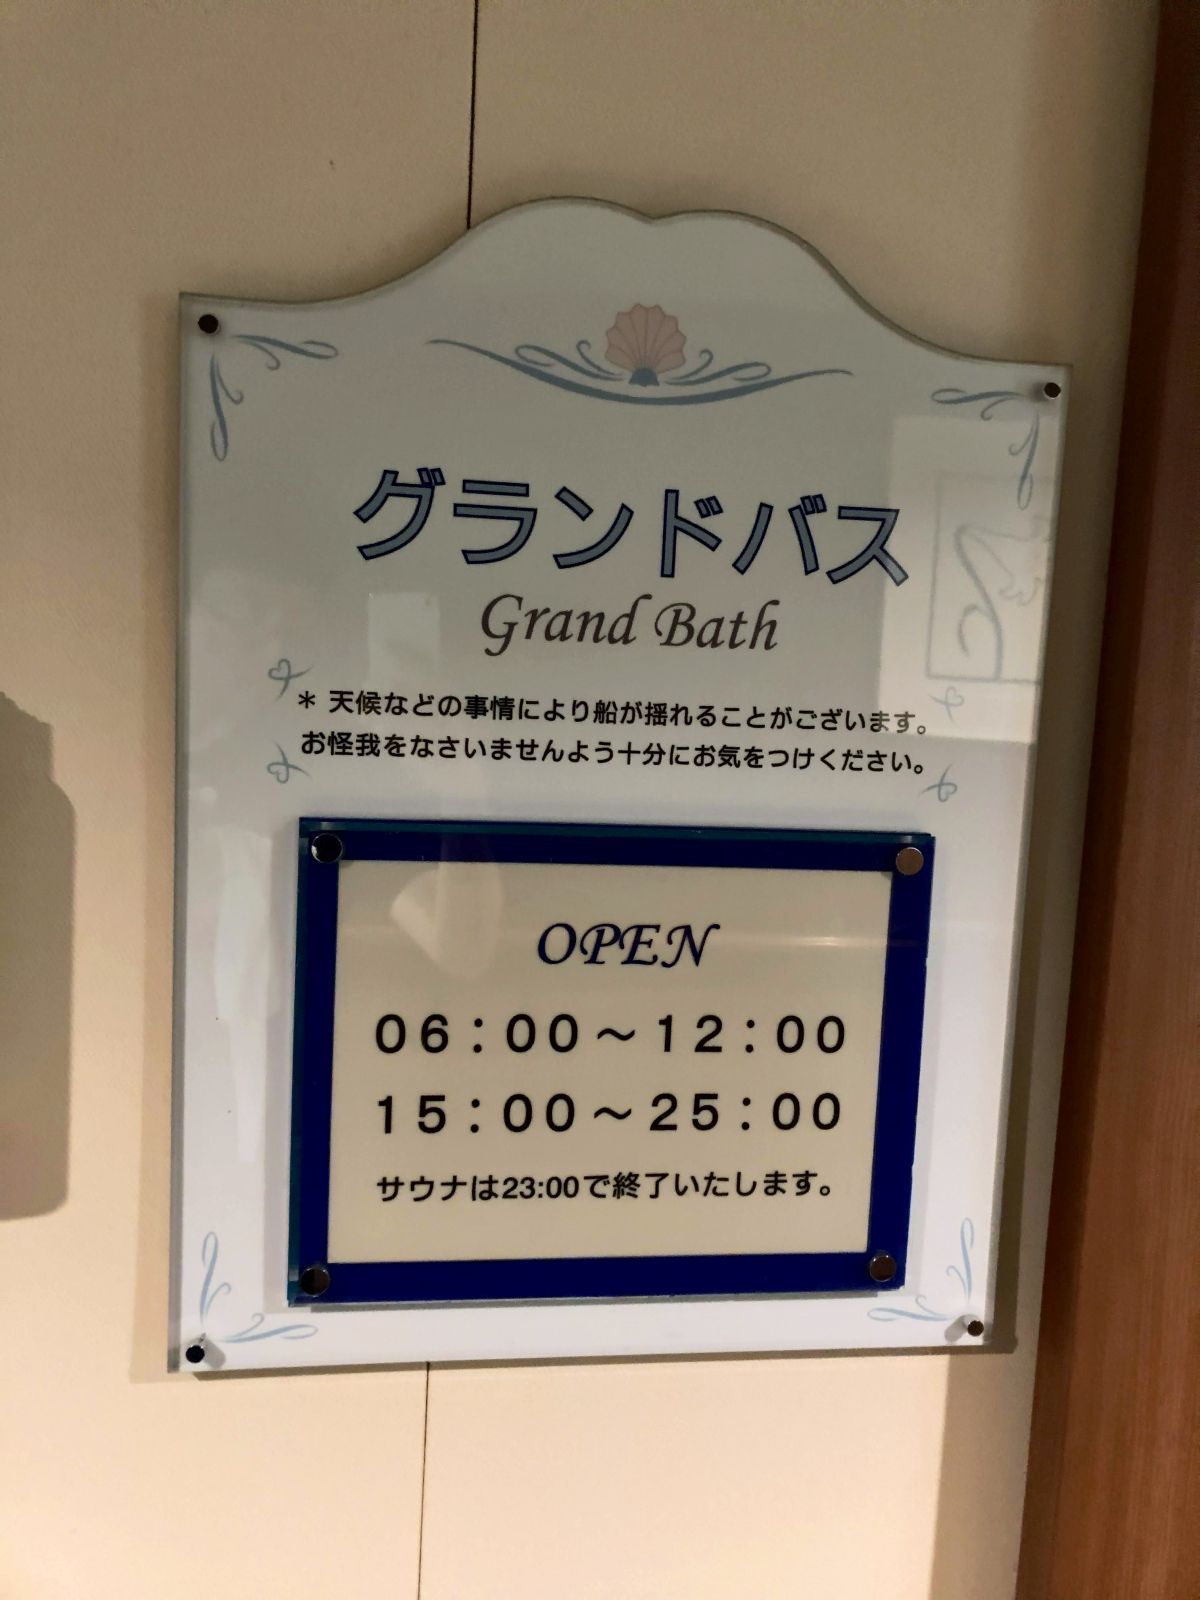 グランドバス
Grand Bath
＊ 天候などの事情により船が揺れることがございます。
お怪我をなさいませんよう十分にお気をつけください。
OPEN
06：00～12：00
15：00～25：00
サウナは23:00で終了いたします。